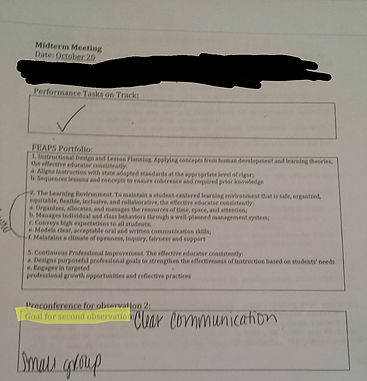 Midterm Meeting
Date: October 20
Performance Tasks on Track:
FEAPS Portfolio:
1. Instructional Design and Lesson Planning. Applying concepts from human development and learning theories,
the effective educator consistently:
a. Aligns instruction with state adopted standards at the appropriate level of rigor;
b. Sequences lessons and concepts to ensure coherence and required prior knowledge
2. The Learning Environment. To maintain a student-centered learning environment that is safe, organized,
equitable, flexible, inclusive, and collaborative, the effective educator consistently:
a. Organizes, allocates, and manages the resources of time, space, and attention;
b. Manages individual and class behaviors through a well-planned management system;
c. Conveys high expectations to all students;
e. Models clear, acceptable oral and written communication skills;
f. Maintains a climate of openness, inquiry, fairness and support
5. Continuous Professional Improvement. The effective educator consistently:
a. Designs purposeful professional goals to strengthen the effectiveness of instruction based on students' needs
e. Engages in targeted
professional growth opportunities and reflective practices
Preconference for observation 2:
Goal for second observation Clear communication
Small group